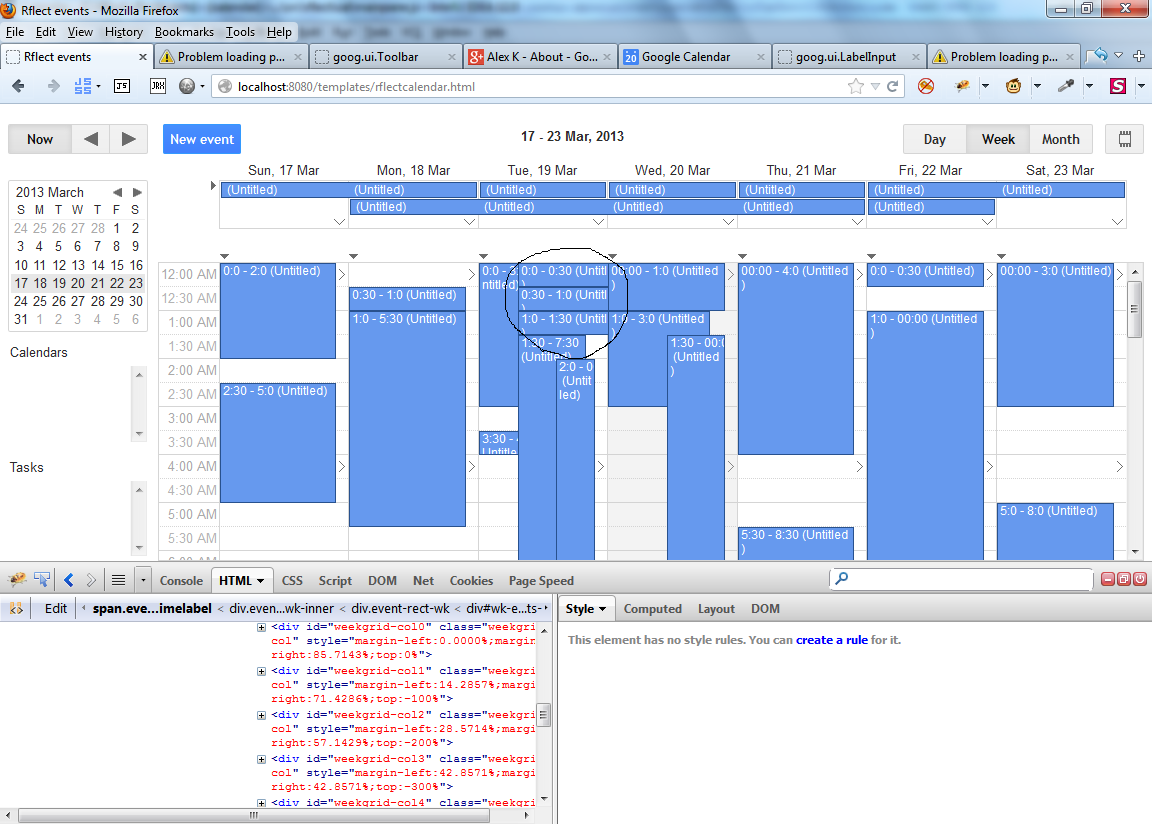 Rflect events - Mozilla Firefox
File Edit View History Bookmarks Tools Help
Rflect events Problem loading p... goog.ui.Toolbar Alex K - About - Go... Google Calendar goog.ui.LabelInput Problem loading p...
localhost:8080/templates/rflectcalendar.html
Now New event 17 - 23 Mar, 2013 Day Week Month
Sun, 17 Mar Mon, 18 Mar Tue, 19 Mar Wed, 20 Mar Thu, 21 Mar Fri, 22 Mar Sat, 23 Mar
(Untitled) (Untitled) (Untitled) (Untitled) (Untitled) (Untitled) (Untitled)
(Untitled) (Untitled) (Untitled) (Untitled) (Untitled)
2013 March
S M T W T F S
24 25 26 27 28 1 2
3 4 5 6 7 8 9
10 11 12 13 14 15 16
17 18 19 20 21 22 23
24 25 26 27 28 29 30
31 1 2 3 4 5 6
Calendars
Tasks
12:00 AM
12:30 AM
1:00 AM
1:30 AM
2:00 AM
2:30 AM
3:00 AM
3:30 AM
4:00 AM
4:30 AM
5:00 AM
5:30 AM
0:0 - 2:0 (Untitled)
2:30 - 5:0 (Untitled)
0:30 - 1:0 (Untitled)
1:0 - 5:30 (Untitled)
0:0 - 
ntitled)
3:30 - 
Untitle
0:0 - 0:30 (Untitl
)
0:30 - 1:0 (Untitl
1:0 - 1:30 (Untitl
1:30 - 7:30
(Untitled)
2:0 - 0
(Untit
led)
00:00 - 1:0 (Untitled
)
1:0 - 3:0 (Untitled
)
1:30 - 00:0
(Untitled
)
00:00 - 4:0 (Untitled
)
5:30 - 8:30 (Untitled
)
0:0 - 0:30 (Untitled)
1:0 - 00:00 (Untitled
)
00:00 - 3:0 (Untitled)
5:0 - 8:0 (Untitled)
Console HTML CSS Script DOM Net Cookies Page Speed
Edit span.eve...imelabel < div.even...wk-inner < div.event-rect-wk < div#wk-e...ts-
Style Computed Layout DOM
<div id="weekgrid-col0" class="weekgrid
col" style="margin-left:0.0000%;margin
right:85.7143%;top:0%">
<div id="weekgrid-col1" class="weekgrid
col" style="margin-left:14.2857%;margi
right:71.4286%;top:-100%">
<div id="weekgrid-col2" class="weekgrid
col" style="margin-left:28.5714%;margi
right:57.1429%;top:-200%">
<div id="weekgrid-col3" class="weekgrid
col" style="margin-left:42.8571%;margi
right:42.8571%;top:-300%">
<div id="weekgrid-col4" class="weekgrid
This element has no style rules. You can create a rule for it.